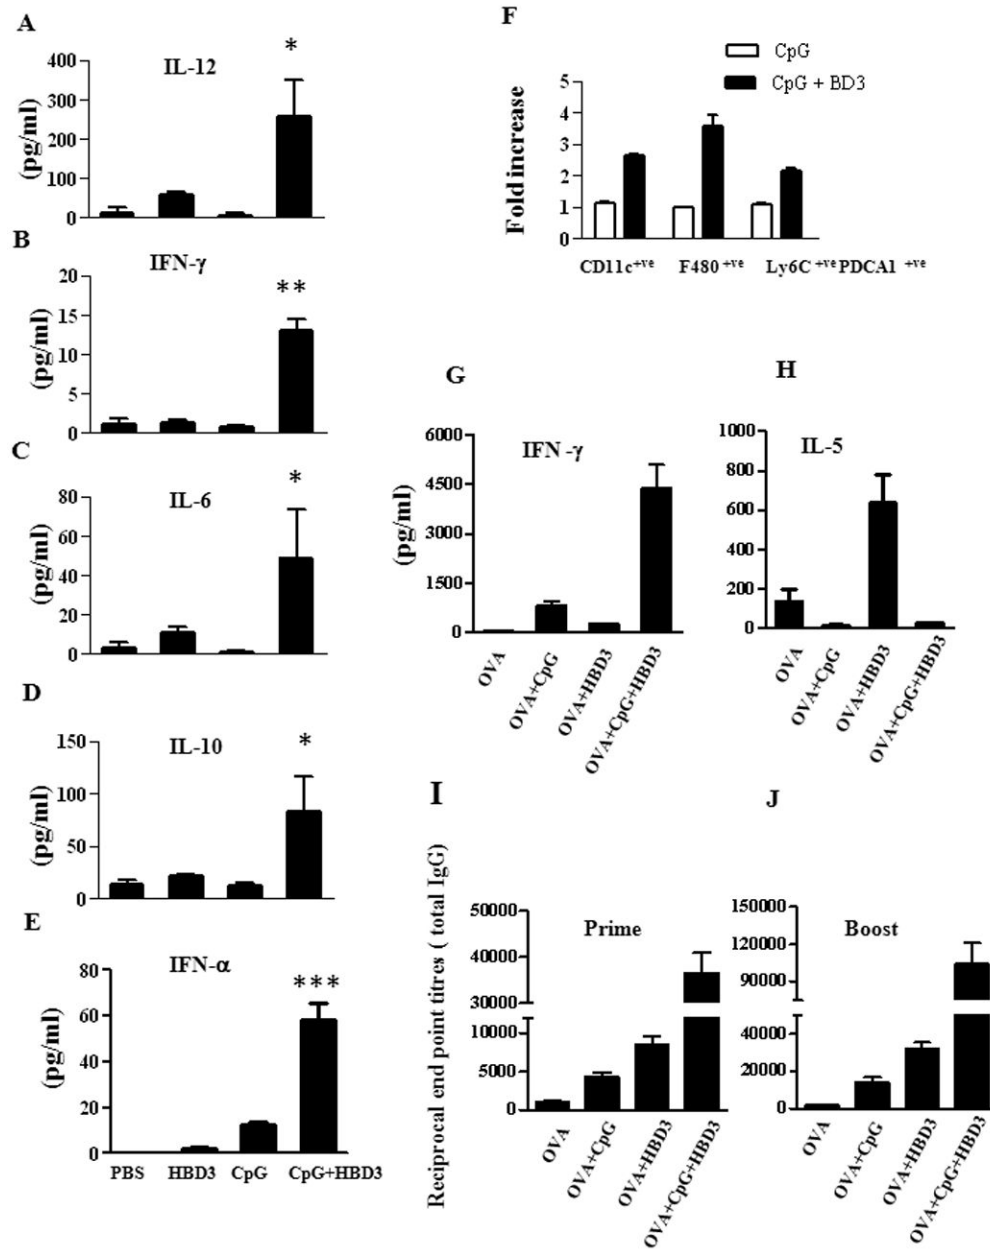 A
IL-12
*
400
300
200
100
0
(pg/ml)
B
IFN-γ
**
20
15
10
5
0
(pg/ml)
C
IL-6
*
80
60
40
20
0
(pg/ml)
D
IL-10
*
150
100
50
0
(pg/ml)
E
IFN-α
***
80
60
40
20
0
(pg/ml)
PBS HBD3 CpG CpG+HBD3
F
CpG
CpG + BD3
5
4
3
2
1
0
Fold increase
CD11c+ve F480 +ve Ly6C +ve PDCA1 +ve
G
IFN -γ
6000
4500
3000
1500
0
(pg/ml)
OVA
OVA+CpG
OVA+HBD3
OVA+CpG+HBD3
H
IL-5
1000
800
600
400
200
0
OVA
OVA+CpG
OVA+HBD3
OVA+CpG+HBD3
I
Prime
50000
40000
30000
10000
5000
0
Reciprocal end point titres ( total IgG)
OVA
OVA+CpG
OVA+HBD3
OVA+CpG+HBD3
J
Boost
150000
120000
90000
40000
20000
0
OVA
OVA+CpG
OVA+HBD3
OVA+CpG+HBD3